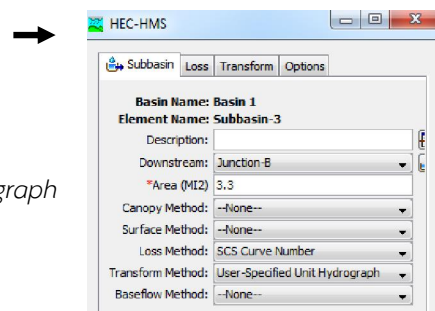 HEC-HMS
Subbasin Loss Transform Options
Basin Name: Basin 1
Element Name: Subbasin-3
Description:
Downstream: Junction-B
*Area (MI2) 3.3
graph
Canopy Method: --None--
Surface Method: --None--
Loss Method: SCS Curve Number
Transform Method: User-Specified Unit Hydrograph
Baseflow Method: --None--